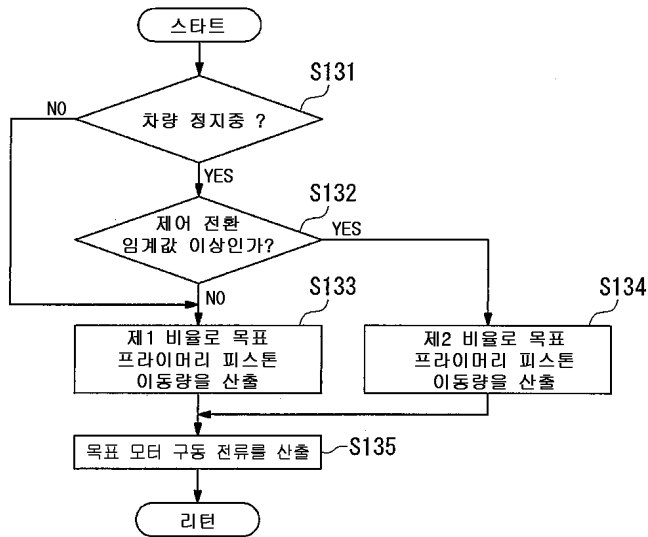 스타트
S131
NO
차량 정지중 ?
YES
S132
제어 전환
임계값 이상인가?
YES
NO
S133
S134
제1 비율로 목표
프라이머리 피스톤
이동량을 산출
제2 비율로 목표
프라이머리 피스톤
이동량을 산출
목표 모터 구동 전류를 산출
S135
리턴